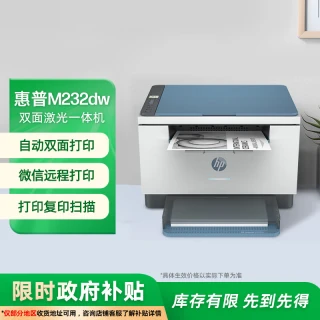 惠普M232dw
双面激光一体机
自动双面打印
微信远程打印
打印复印扫描
hp
*具体生效价格以实际下单为准
限时政府补贴
库存有限 先到先得
*仅部分地区收货地址可用，咨询店铺客服了解补贴详情